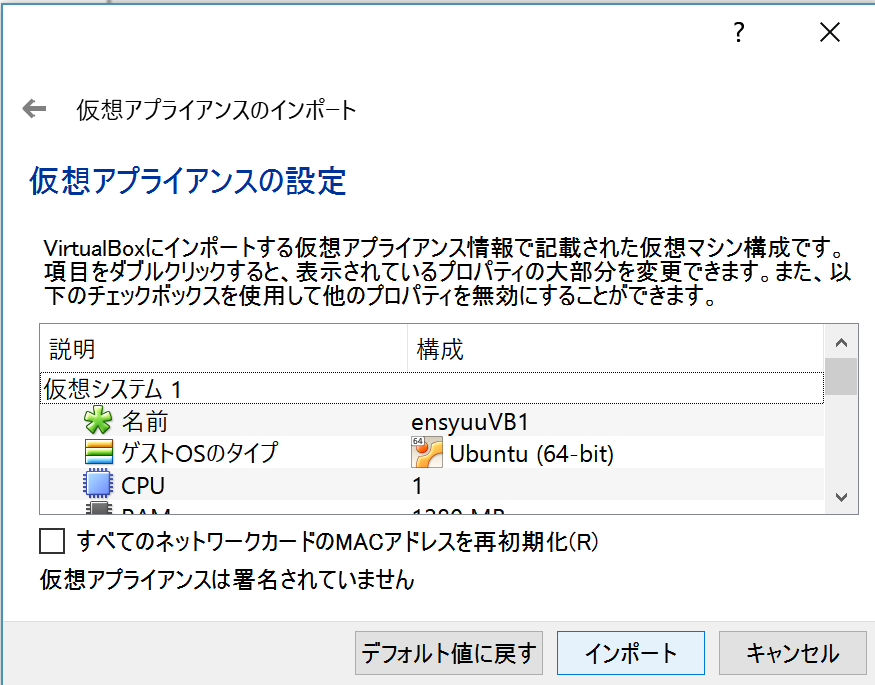 ?
仮想アプライアンスのインポート
仮想アプライアンスの設定
VirtualBoxにインポートする仮想アプライアンス情報で記載された仮想マシン構成です。
項目をダブルクリックすると、表示されているプロパティの大部分を変更できます。また、以
下のチェックボックスを使用して他のプロパティを無効にすることができます。
説明 構成
仮想システム 1
名前 ensyuuVB1
ゲストOSのタイプ 64 Ubuntu (64-bit)
CPU 1
RAM
すべてのネットワークカードのMACアドレスを再初期化(R)
仮想アプライアンスは署名されていません
デフォルト値に戻す インポート キャンセル